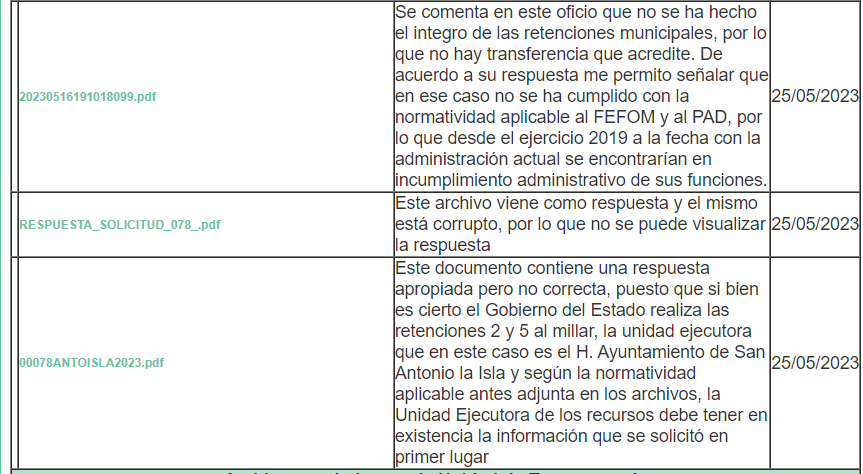 Se comenta en este oficio que no se ha hecho
el integro de las retenciones municipales, por lo
que no hay transferencia que acredite. De
acuerdo a su respuesta me permito señalar que
20230516191018099.pdf
en ese caso no se ha cumplido con la
25/05/2023
normatividad aplicable al FEFOM y al PAD, por
lo que desde el ejercicio 2019 a la fecha con la
administración actual se encontrarían en
incumplimiento administrativo de sus funciones.
Este archivo viene como respuesta y el mismo
RESPUESTA_SOLICITUD_078_.pdf
está corrupto, por lo que no se puede visualizar
25/05/2023
la respuesta
Este documento contiene una respuesta
apropiada pero no correcta, puesto que si bien
es cierto el Gobierno del Estado realiza las
retenciones 2 y 5 al millar, la unidad ejecutora
00078ANTOISLA2023.pdf
que en este caso es el H. Ayuntamiento de San
25/05/2023
Antonio la Isla y según la normatividad
aplicable antes adjunta en los archivos, la
Unidad Ejecutora de los recursos debe tener en
existencia la información que se solicitó en
primer lugar